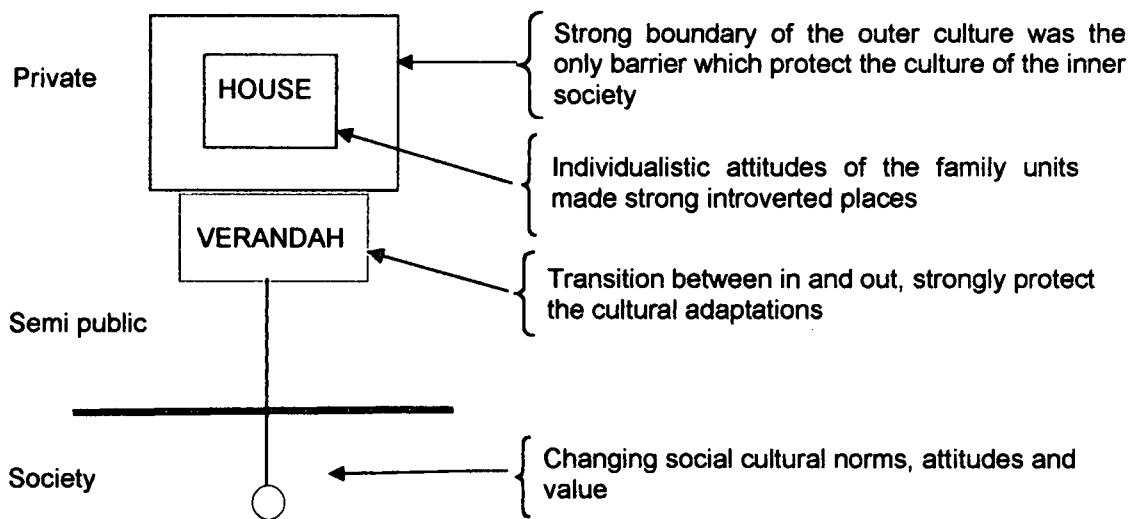 Strong boundary of the outer culture was the
only barrier which protect the culture of the inner
society
Private
HOUSE
Individualistic attitudes of the family units
made strong introverted places
VERANDAH
Transition between in and out, strongly protect
the cultural adaptations
Semi public
Changing social cultural norms, attitudes and
value
Society